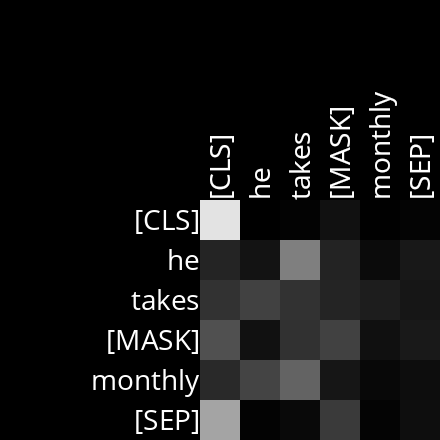 [CLS] he takes [MASK] monthly [SEP]
[CLS]
he
takes
[MASK]
monthly
[SEP]